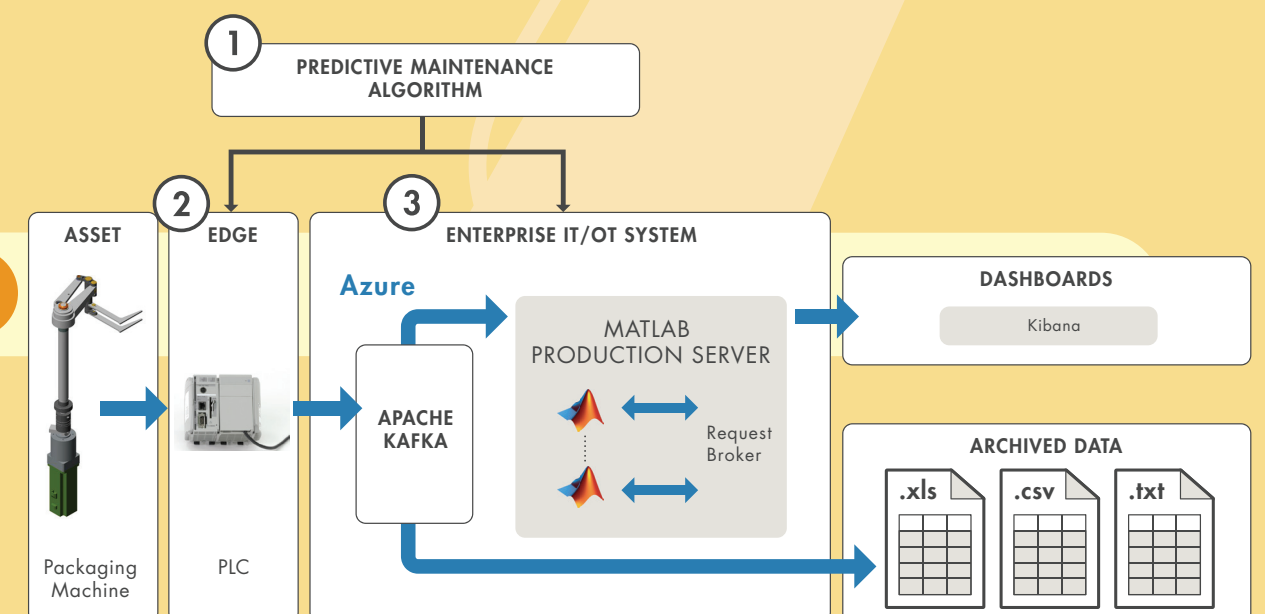 1
PREDICTIVE MAINTENANCE
ALGORITHM
2
3
ASSET
EDGE
ENTERPRISE IT/OT SYSTEM
Azure
DASHBOARDS
Kibana
MATLAB
PRODUCTION SERVER
APACHE
KAFKA
Request
Broker
ARCHIVED DATA
.xls
.csv
.txt
Packaging
Machine
PLC